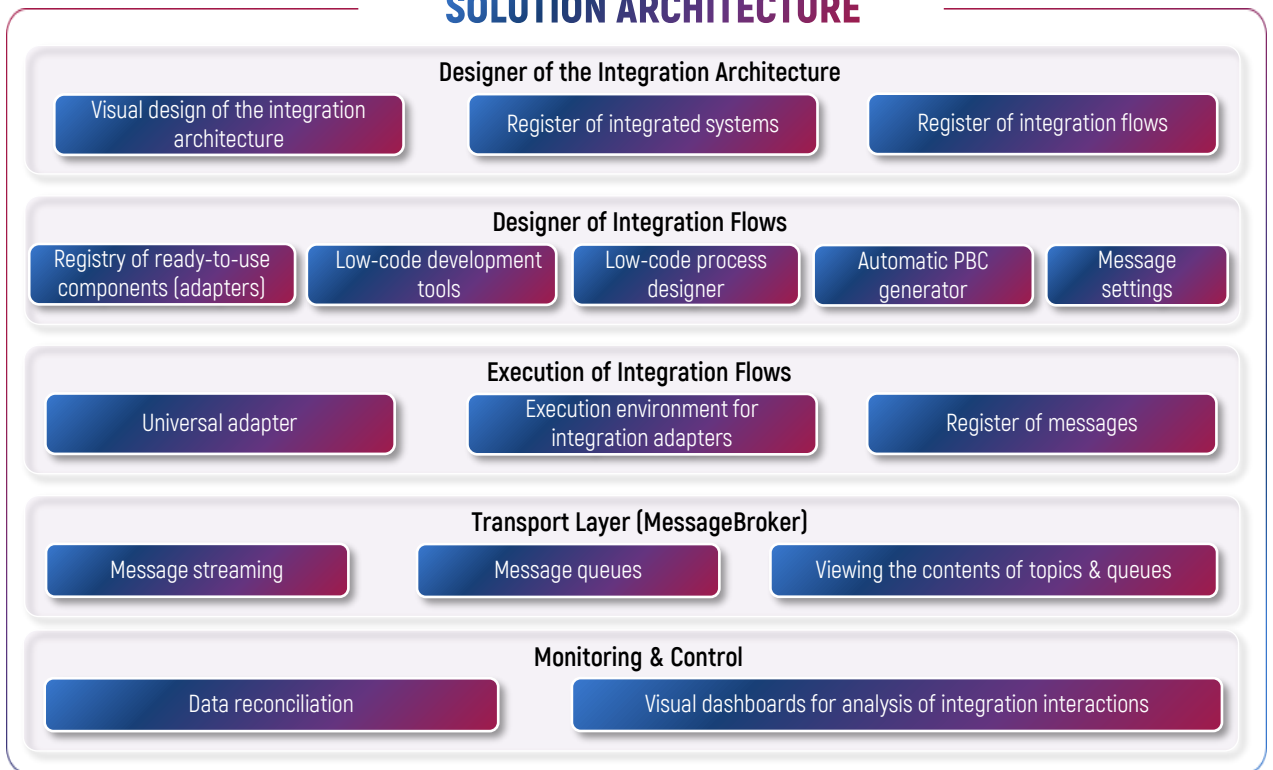 SOLUTION ARCHITECTURE
Designer of the Integration Architecture
Visual design of the integration
architecture
Register of integrated systems
Register of integration flows
Designer of Integration Flows
Registry of ready-to-use
components (adapters)
Low-code development
tools
Low-code process
designer
Automatic PBC
generator
Message
settings
Execution of Integration Flows
Universal adapter
Execution environment for
integration adapters
Register of messages
Transport Layer (MessageBroker)
Message streaming
Message queues
Viewing the contents of topics & queues
Monitoring & Control
Data reconciliation
Visual dashboards for analysis of integration interactions